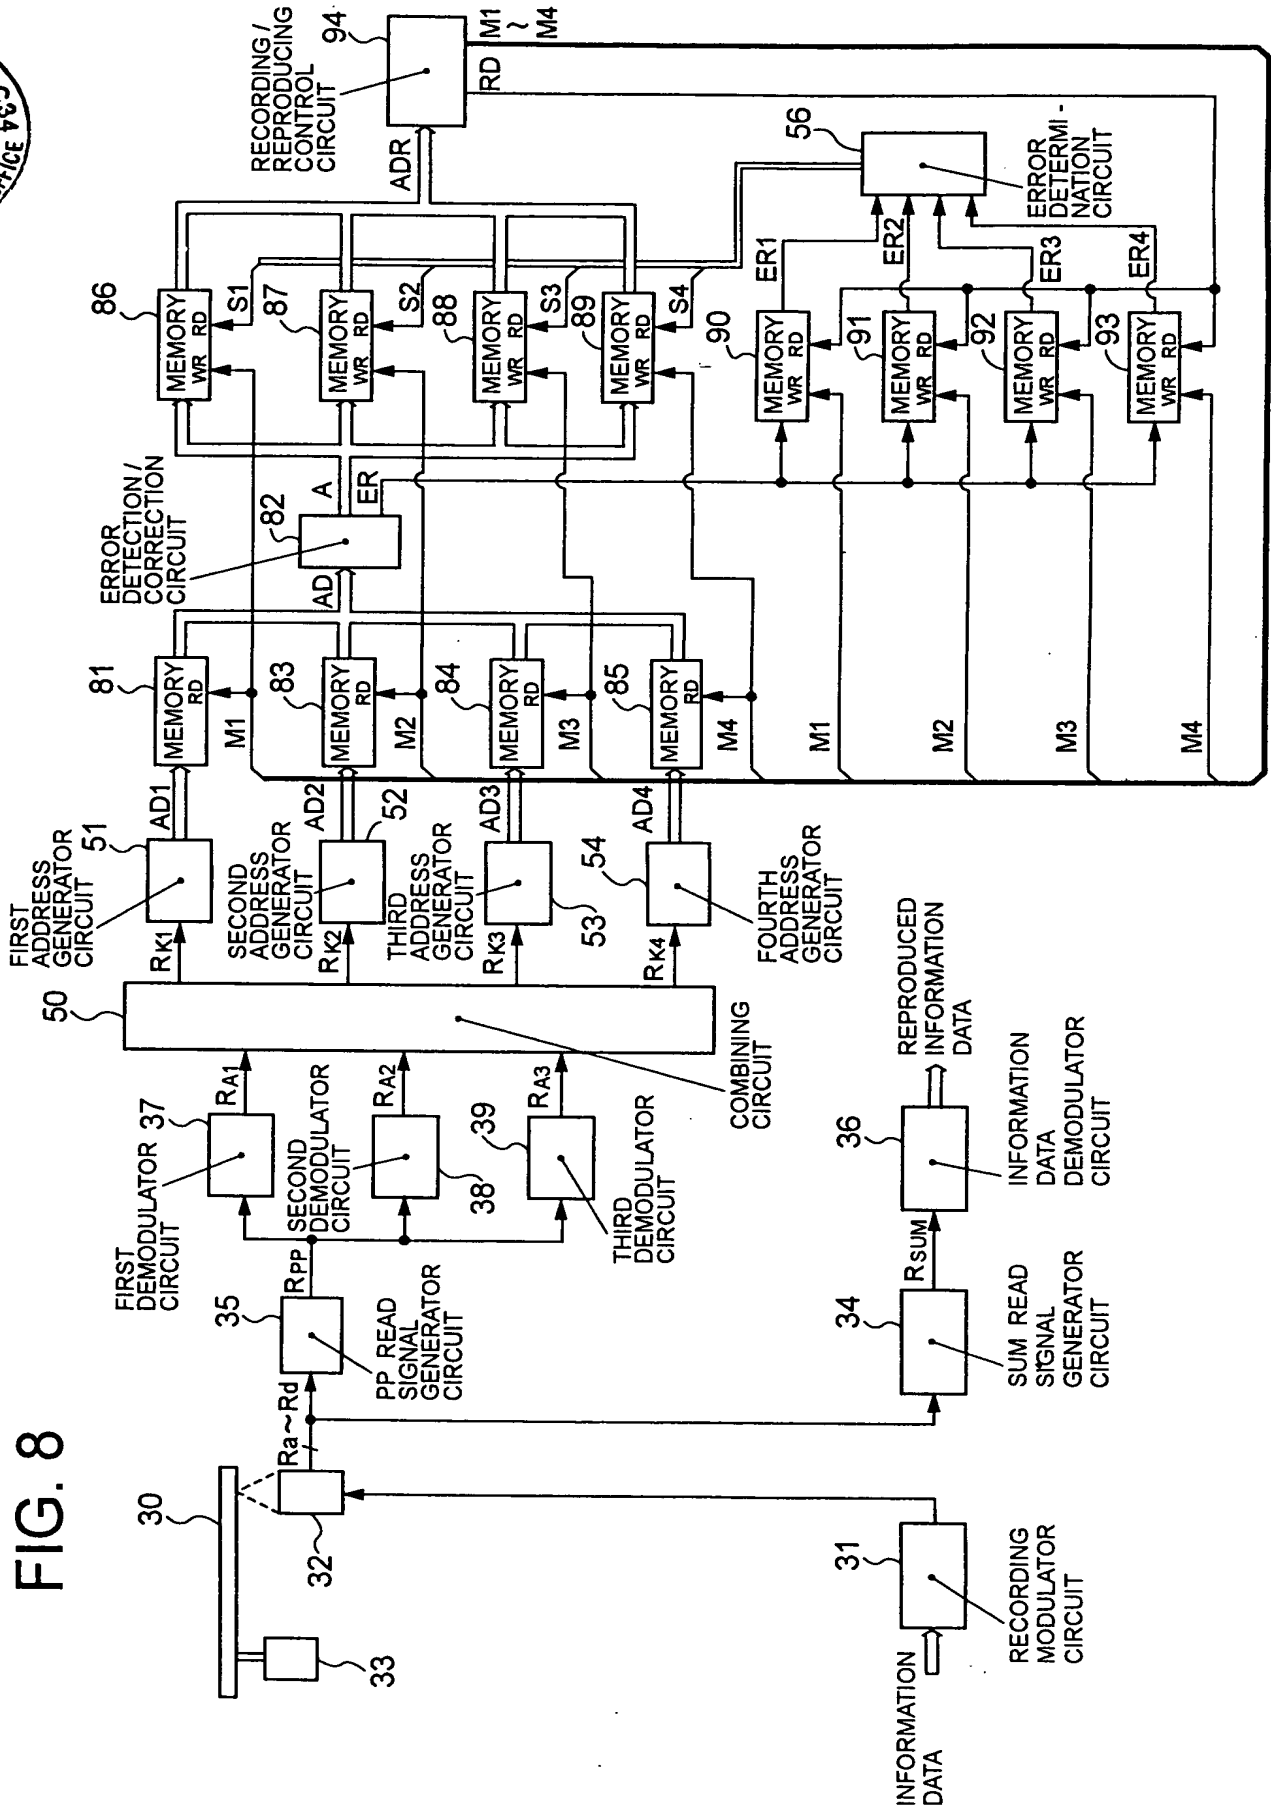 FIG. 8
30
33
32
Ra~Rd
35
PP READ
SIGNAL
GENERATOR
CIRCUIT
RPP
FIRST
DEMODULATOR
CIRCUIT
37
SECOND
DEMODULATOR
CIRCUIT
38
THIRD
DEMODULATOR
CIRCUIT
39
RA1
RA2
RA3
50
COMBINING
CIRCUIT
RK1
RK2
RK3
RK4
FIRST
ADDRESS
GENERATOR
CIRCUIT
51
SECOND
ADDRESS
GENERATOR
CIRCUIT
52
THIRD
ADDRESS
GENERATOR
CIRCUIT
53
FOURTH
ADDRESS
GENERATOR
CIRCUIT
54
AD1
AD2
AD3
AD4
81
MEMORY
RD
M1
83
MEMORY
RD
M2
84
MEMORY
RD
M3
85
MEMORY
RD
M4
AD
ERROR
DETECTION /
CORRECTION
CIRCUIT
82
A
ER
86
MEMORY
WR RD
S1
87
MEMORY
WR RD
S2
88
MEMORY
WR RD
S3
89
MEMORY
WR RD
S4
ADR
RECORDING /
REPRODUCING
CONTROL
CIRCUIT
94
RD
M1
~
M4
90
MEMORY
WR RD
ER1
M1
91
MEMORY
WR RD
ER2
M2
92
MEMORY
WR RD
ER3
M3
93
MEMORY
WR RD
ER4
M4
56
ERROR
DETERMI -
NATION
CIRCUIT
INFORMATION
DATA
31
RECORDING
MODULATOR
CIRCUIT
34
SUM READ
SIGNAL
GENERATOR
CIRCUIT
RSUM
36
INFORMATION
DATA
DEMODULATOR
CIRCUIT
REPRODUCED
INFORMATION
DATA